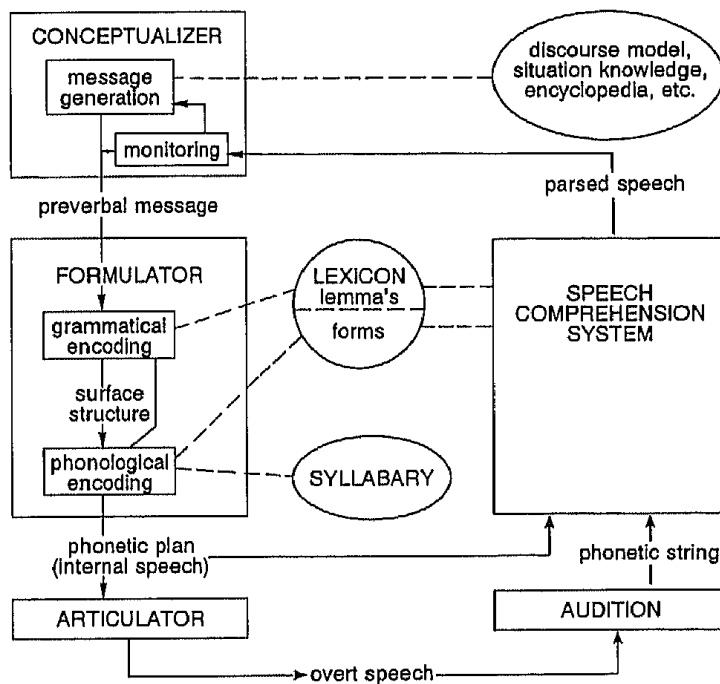 CONCEPTUALIZER
message
generation
monitoring
discourse model,
situation knowledge,
encyclopedia, etc.
parsed speech
preverbal message
FORMULATOR
grammatical
encoding
surface
structure
phonological
encoding
LEXICON
lemma's
forms
SYLLABARY
SPEECH
COMPREHENSION
SYSTEM
phonetic plan
(internal speech)
phonetic string
ARTICULATOR
AUDITION
overt speech